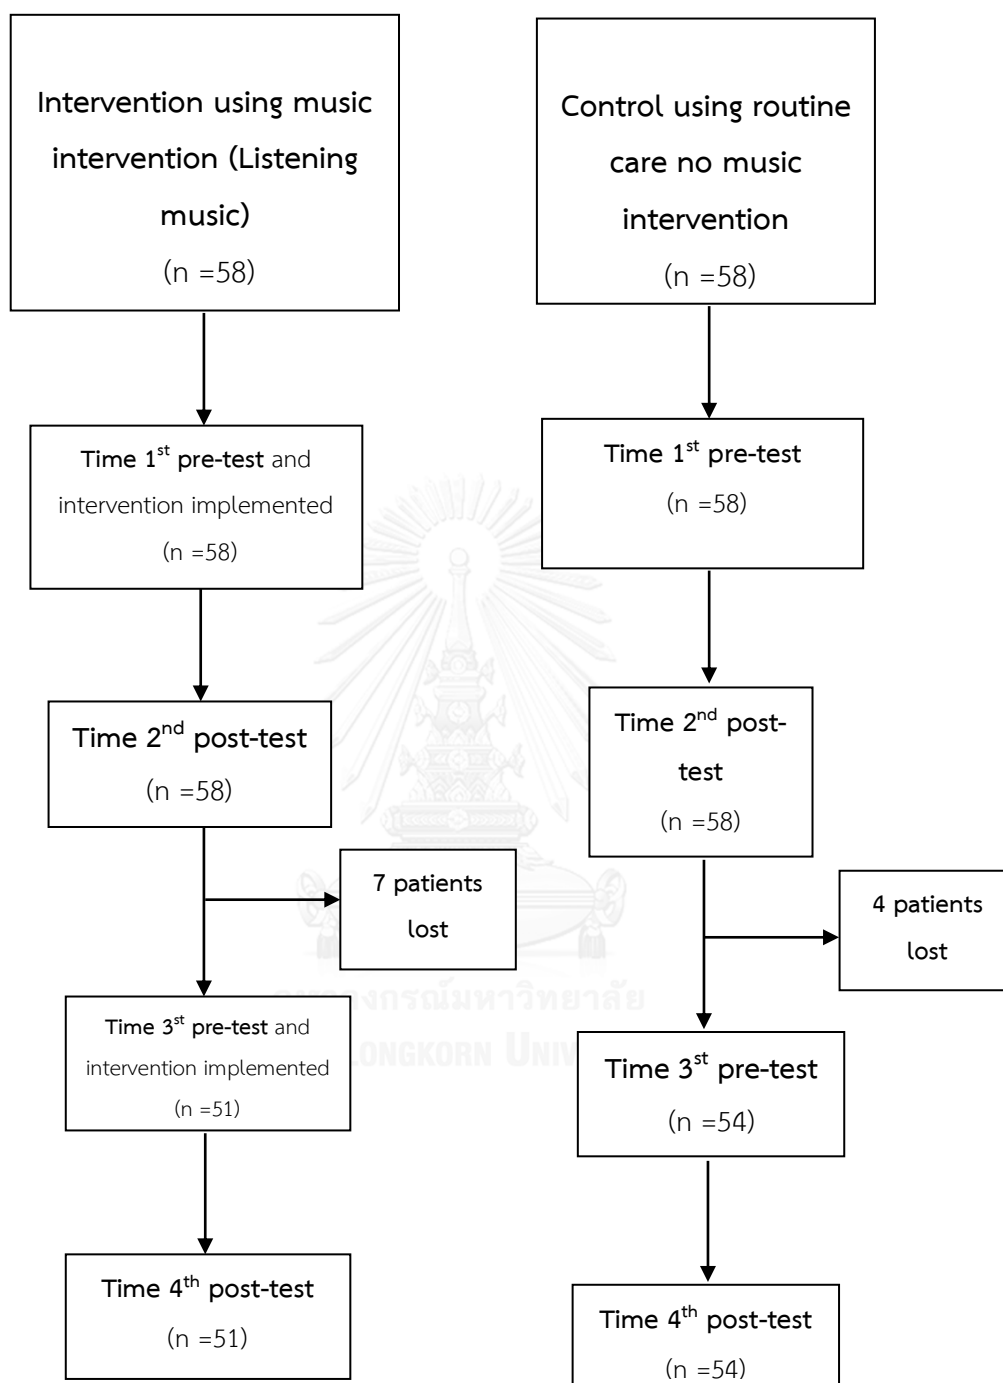 Intervention using music
intervention (Listening
music)
(n =58)
Control using routine
care no music
intervention
(n =58)
Time 1st pre-test and
intervention implemented
(n =58)
Time 1st pre-test
(n =58)
Time 2nd post-test
(n =58)
Time 2nd post-
test
(n =58)
7 patients
lost
4 patients
lost
Time 3st pre-test and
intervention implemented
(n =51)
Time 3st pre-test
(n =54)
Time 4th post-test
(n =51)
Time 4th post-test
(n =54)